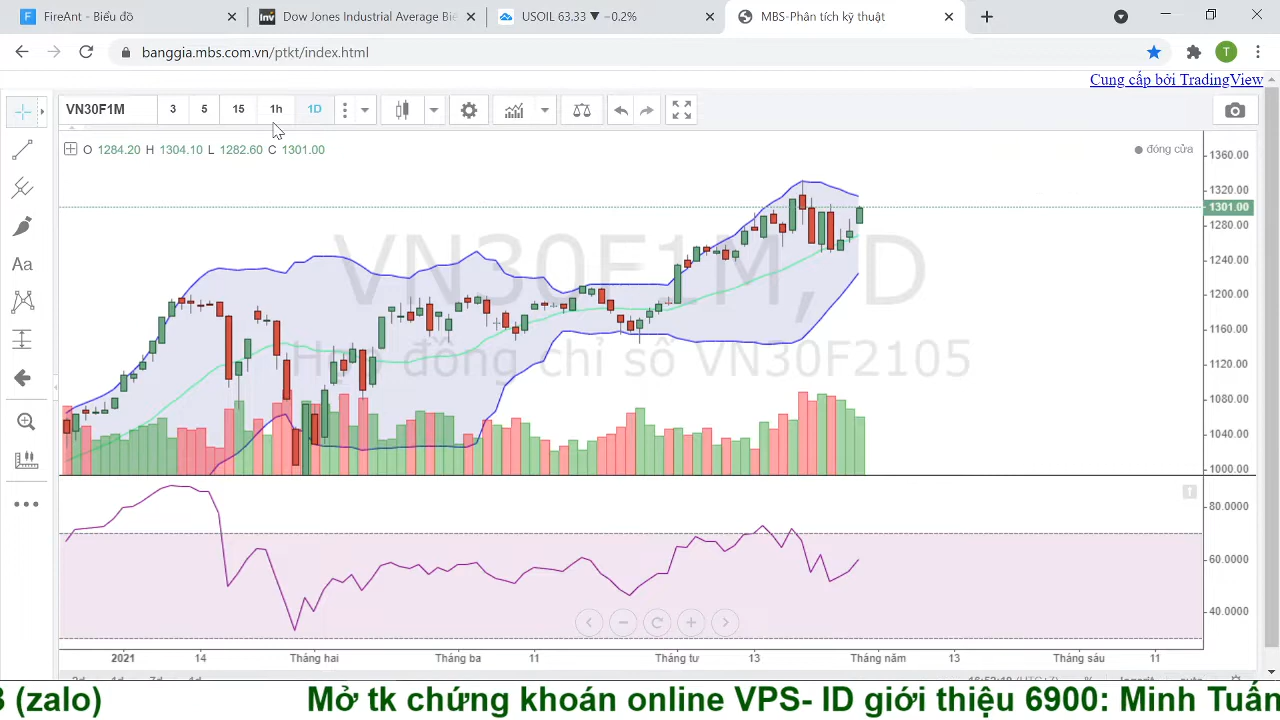 FireAnt - Biểu đồ
Dow Jones Industrial Average Biể
USOIL 63.33 ▼ −0.2%
MBS-Phân tích kỹ thuật
banggia.mbs.com.vn/ptkt/index.html
T
Cung cấp bởi TradingView
VN30F1M 3 5 15 1h 1D
O 1284.20 H 1304.10 L 1282.60 C 1301.00
đóng cửa
Aa
VN30F1M, D
Hợp đồng chỉ số VN30F2105
1360.00
1320.00
1301.00
1280.00
1240.00
1200.00
1160.00
1120.00
1080.00
1040.00
1000.00
80.0000
60.0000
40.0000
2021 14 Tháng hai Tháng ba 11 Tháng tư 13 Tháng năm 13 Tháng sáu 11
3 (zalo) Mở tk chứng khoán online VPS- ID giới thiệu 6900: Minh Tuấn